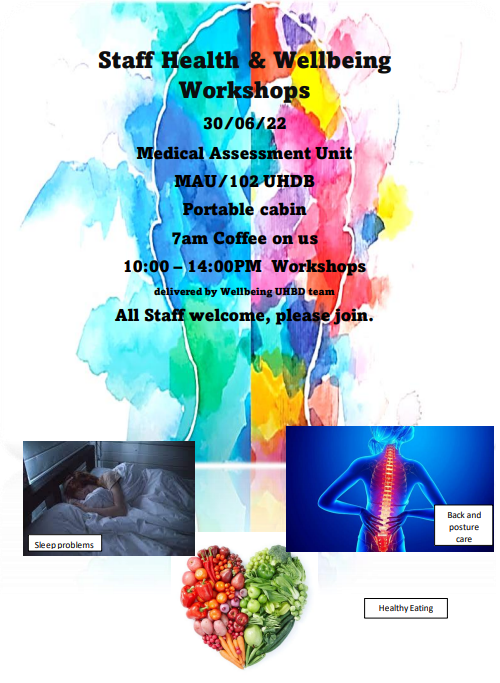 Staff Health & Wellbeing
Workshops
30/06/22
Medical Assessment Unit
MAU/102 UHDB
Portable cabin
7am Coffee on us
10:00 – 14:00PM  Workshops
delivered by Wellbeing UHBD team
All Staff welcome, please join.
Sleep problems
Back and
posture
care
Healthy Eating